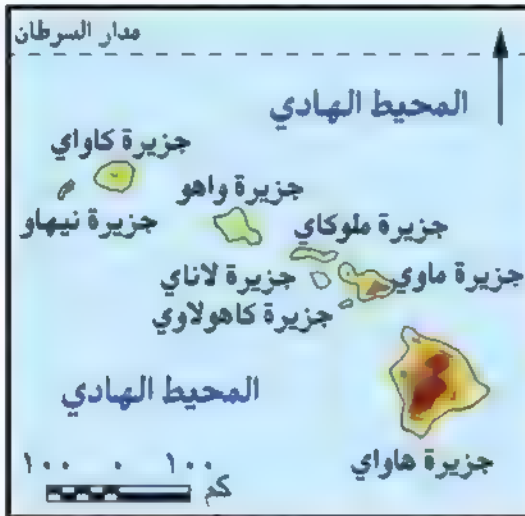 مدار السرطان
المحيط الهادي
جزيرة كاواي
جزيرة واهو
جزيرة نيهاو
جزيرة ملوكاي
جزيرة لاناي
جزيرة ماوي
جزيرة كاهولاوي
المحيط الهادي
جزيرة هاواي
١٠٠ ٠ ١٠٠
كم